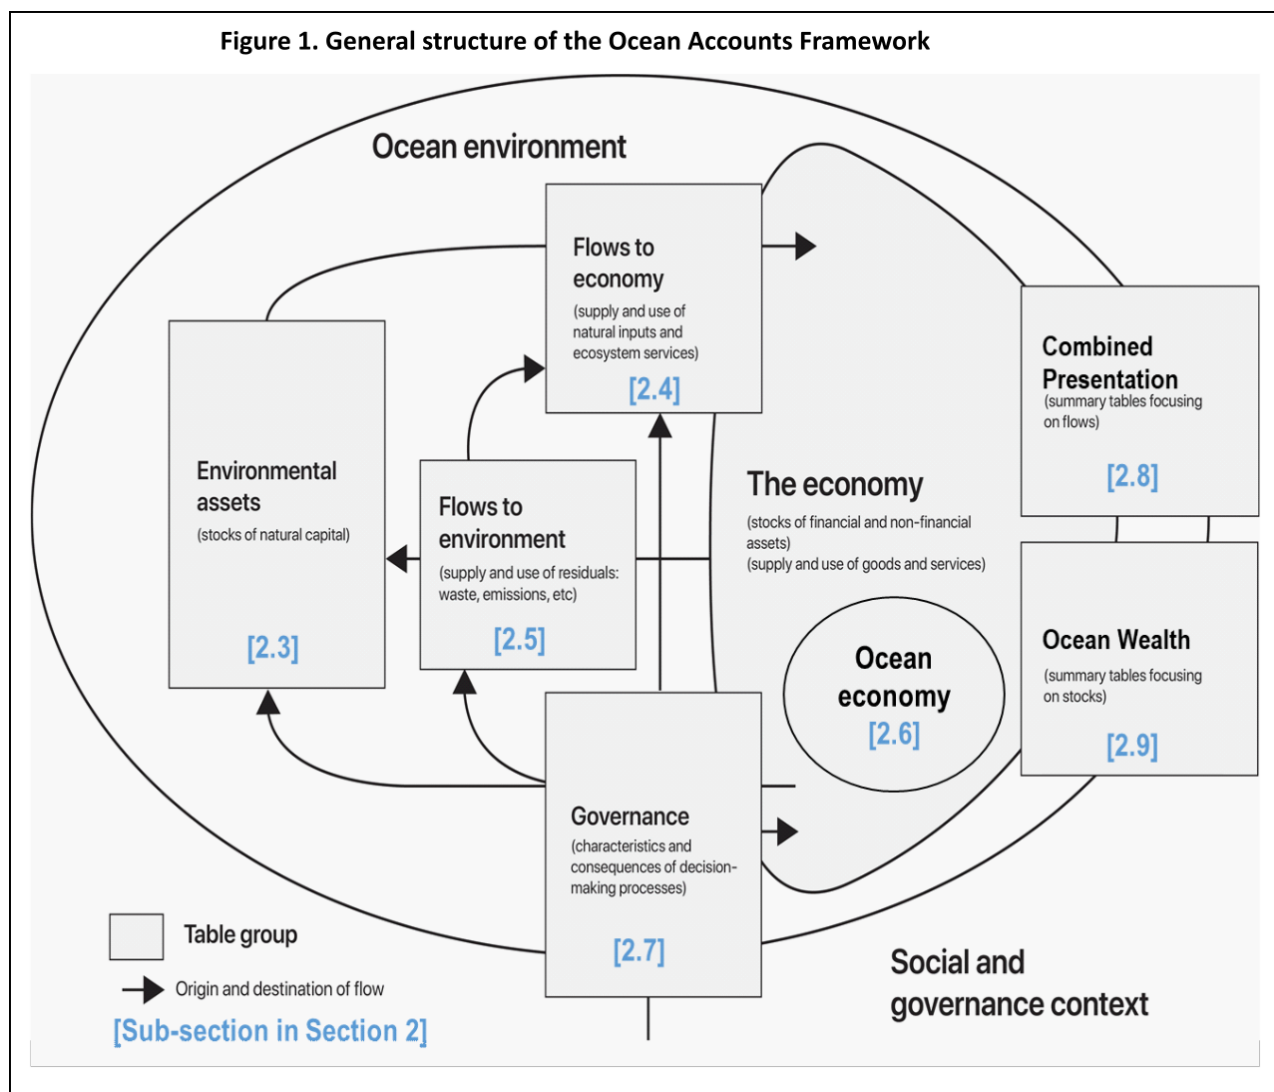 Figure 1. General structure of the Ocean Accounts Framework
Ocean environment
Flows to
economy
(supply and use of
natural inputs and
ecosystem services)
[2.4]
Combined
Presentation
(summary tables focusing
on flows)
[2.8]
Environmental
assets
(stocks of natural capital)
[2.3]
Flows to
environment
(supply and use of residuals:
waste, emissions, etc)
[2.5]
The economy
(stocks of financial and non-financial
assets)
(supply and use of goods and services)
Ocean
economy
[2.6]
Ocean Wealth
(summary tables focusing
on stocks)
[2.9]
Governance
(characteristics and
consequences of decision-
making processes)
[2.7]
Table group
Origin and destination of flow
[Sub-section in Section 2]
Social and
governance context